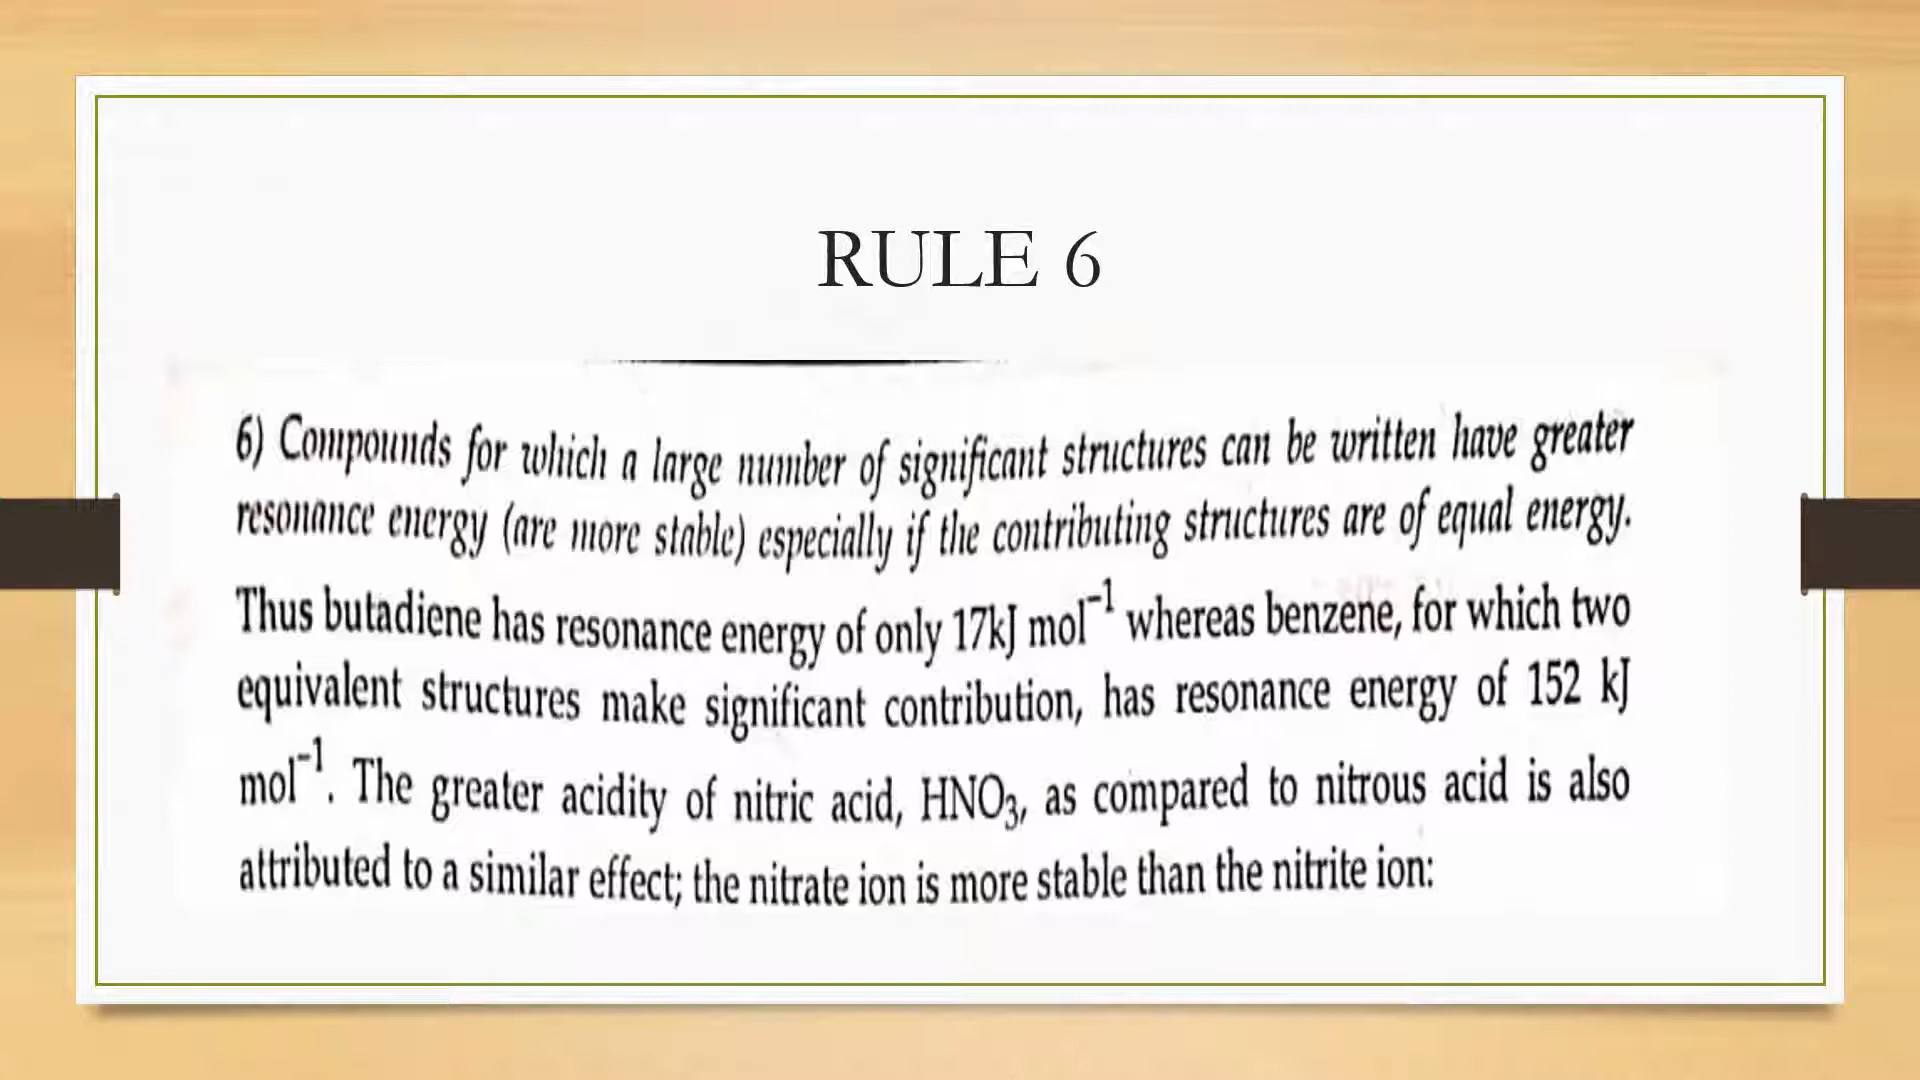 RULE 6
6) Compounds for which a large number of significant structures can be written have greater
resonance energy (are more stable) especially if the contributing structures are of equal energy.
Thus butadiene has resonance energy of only 17kJ mol⁻¹ whereas benzene, for which two
equivalent structures make significant contribution, has resonance energy of 152 kJ
mol⁻¹. The greater acidity of nitric acid, HNO₃, as compared to nitrous acid is also
attributed to a similar effect; the nitrate ion is more stable than the nitrite ion: